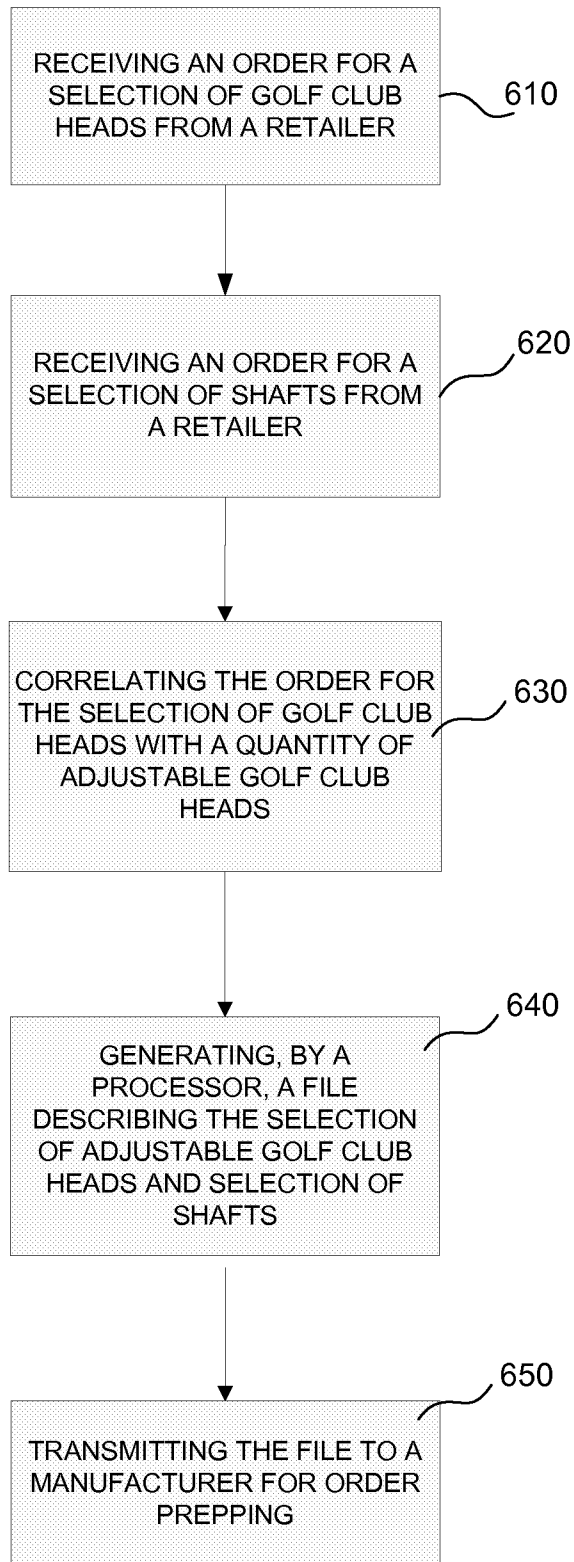 RECEIVING AN ORDER FOR A
SELECTION OF GOLF CLUB
HEADS FROM A RETAILER
610
RECEIVING AN ORDER FOR A
SELECTION OF SHAFTS FROM
A RETAILER
620
CORRELATING THE ORDER FOR
THE SELECTION OF GOLF CLUB
HEADS WITH A QUANTITY OF
ADJUSTABLE GOLF CLUB
HEADS
630
GENERATING, BY A
PROCESSOR, A FILE
DESCRIBING THE SELECTION
OF ADJUSTABLE GOLF CLUB
HEADS AND SELECTION OF
SHAFTS
640
TRANSMITTING THE FILE TO A
MANUFACTURER FOR ORDER
PREPPING
650